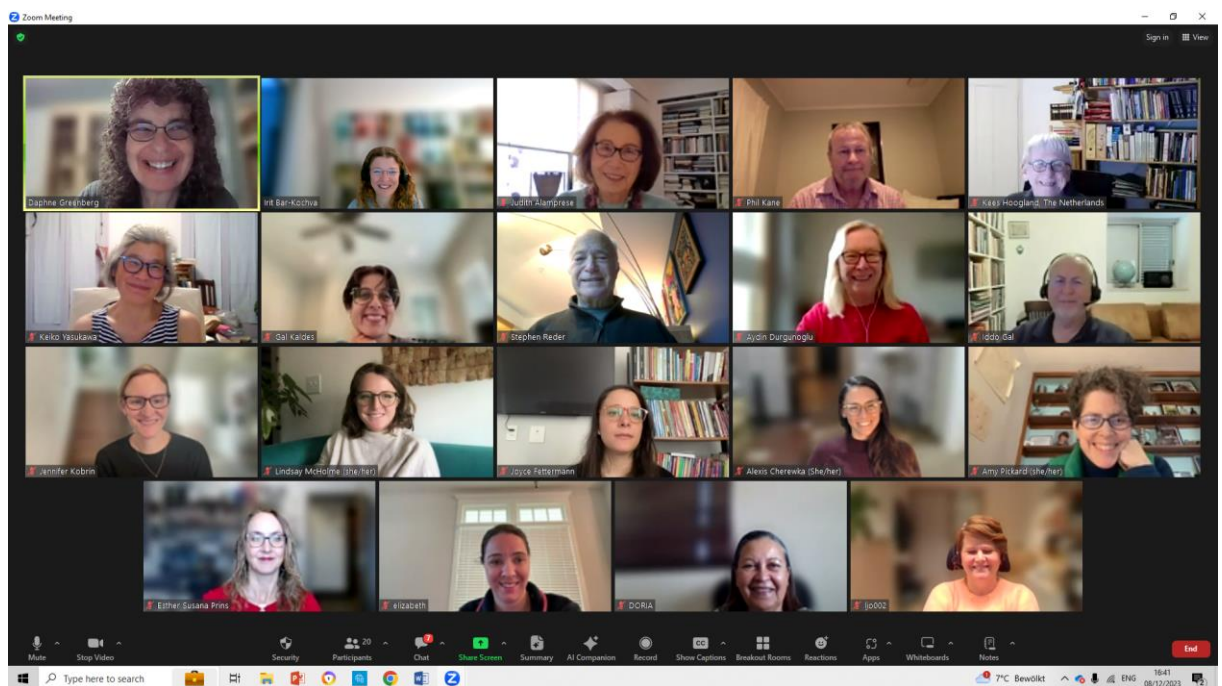 Zoom Meeting
Sign in View
Daphne Greenberg
Irit Bar-Kochva
Judith Alamprese
Phil Kane
Kees Hoogland, The Netherlands
Keiko Yasukawa
Gal Kaldes
Stephen Reder
Aydin Durgunoglu
Iddo Gal
Jennifer Kobrin
Lindsay McHolme (she/her)
Joyce Fettermann
Alexis Cherewka (She/her)
Amy Pickard (she/her)
Esther Susana Prins
elizabeth
DORIA
ljo002
20
7
CC
Mute
Stop Video
Security
Participants
Chat
Share Screen
Summary
AI Companion
Record
Show Captions
Breakout Rooms
Reactions
Apps
Whiteboards
Notes
End
Type here to search
7°C Bewölkt
ENG
16:41
08/12/2023
2